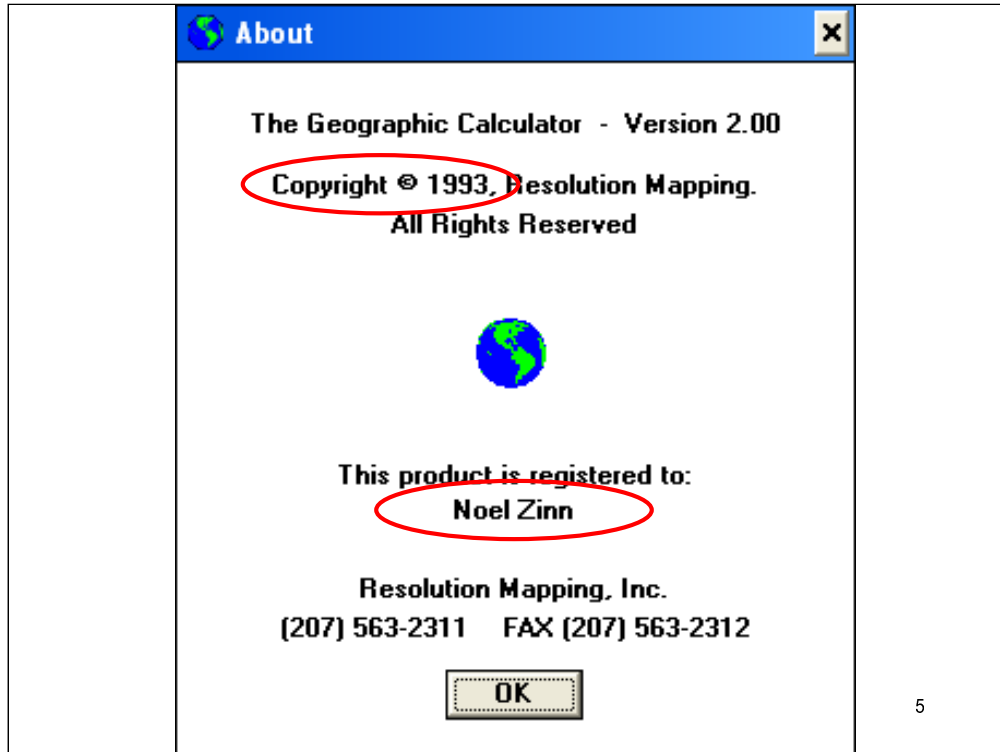 About
The Geographic Calculator - Version 2.00
Copyright © 1993, Resolution Mapping.
All Rights Reserved
This product is registered to:
Noel Zinn
Resolution Mapping, Inc.
(207) 563-2311 FAX (207) 563-2312
OK
5